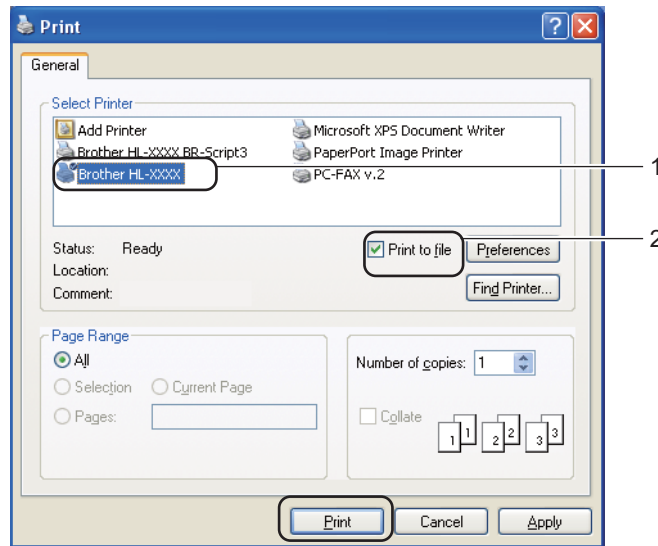 Print
General
Select Printer
Add Printer
Microsoft XPS Document Writer
Brother HL-XXXX BR-Script3
PaperPort Image Printer
Brother HL-XXXX
PC-FAX v.2
1
Status: Ready
Print to file
Preferences
2
Location:
Comment:
Find Printer...
Page Range
All
Number of copies: 1
Selection
Current Page
Pages:
Collate
1 1 2 2 3 3
Print
Cancel
Apply